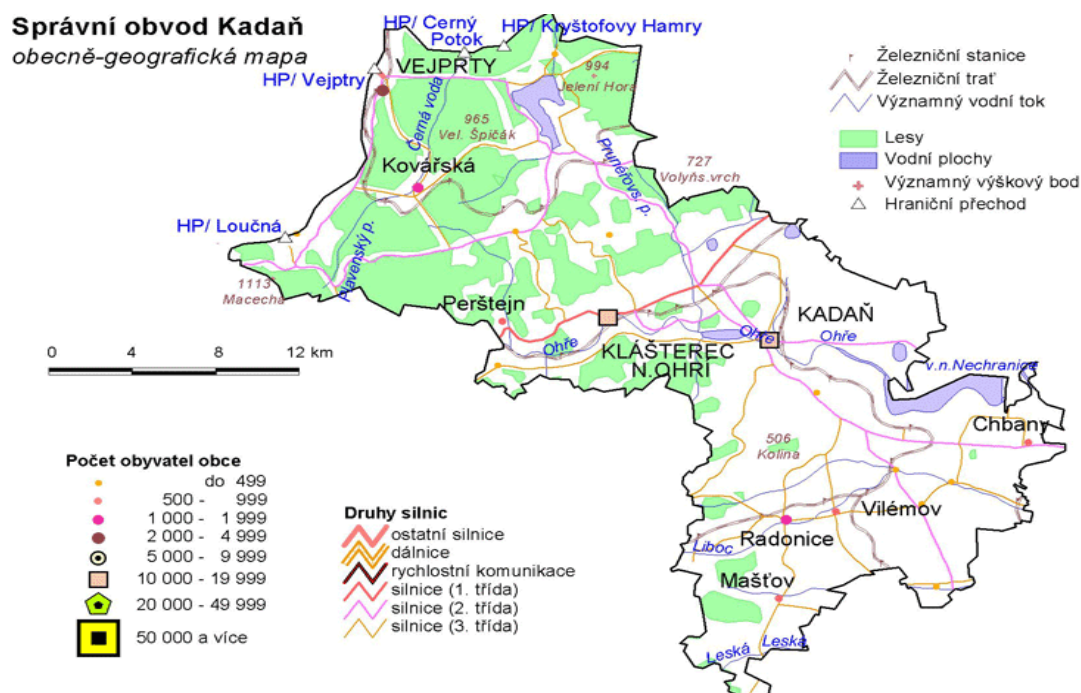 Správní obvod Kadaň
obecně-geografická mapa
HP/ Černý
Potok
HP/ Kryštofovy Hamry
VEJPRTY
HP/ Vejptry
994
Jelení Hora
Černá voda
965
Vel. Špičák
Kovářská
Prunéřovs. p.
727
Volyňs.vrch
HP/ Loučná
Plavenský p.
1113
Macecha
Perštejn
KADAŇ
Ohře
Ohře
Ohře
KLÁŠTEREC
N.OHRÍ
v.n.Nechranice
Chbany
506
Kolina
Vilémov
Radonice
Liboc
Mašťov
Leská
Leska
Železniční stanice
Železniční trať
Významný vodní tok
Lesy
Vodní plochy
Významný výškový bod
Hraniční přechod
0 4 8 12 km
Počet obyvatel obce
do 499
500 - 999
1 000 - 1 999
2 000 - 4 999
5 000 - 9 999
10 000 - 19 999
20 000 - 49 999
50 000 a více
Druhy silnic
ostatní silnice
dálnice
rychlostní komunikace
silnice (1. třída)
silnice (2. třída)
silnice (3. třída)